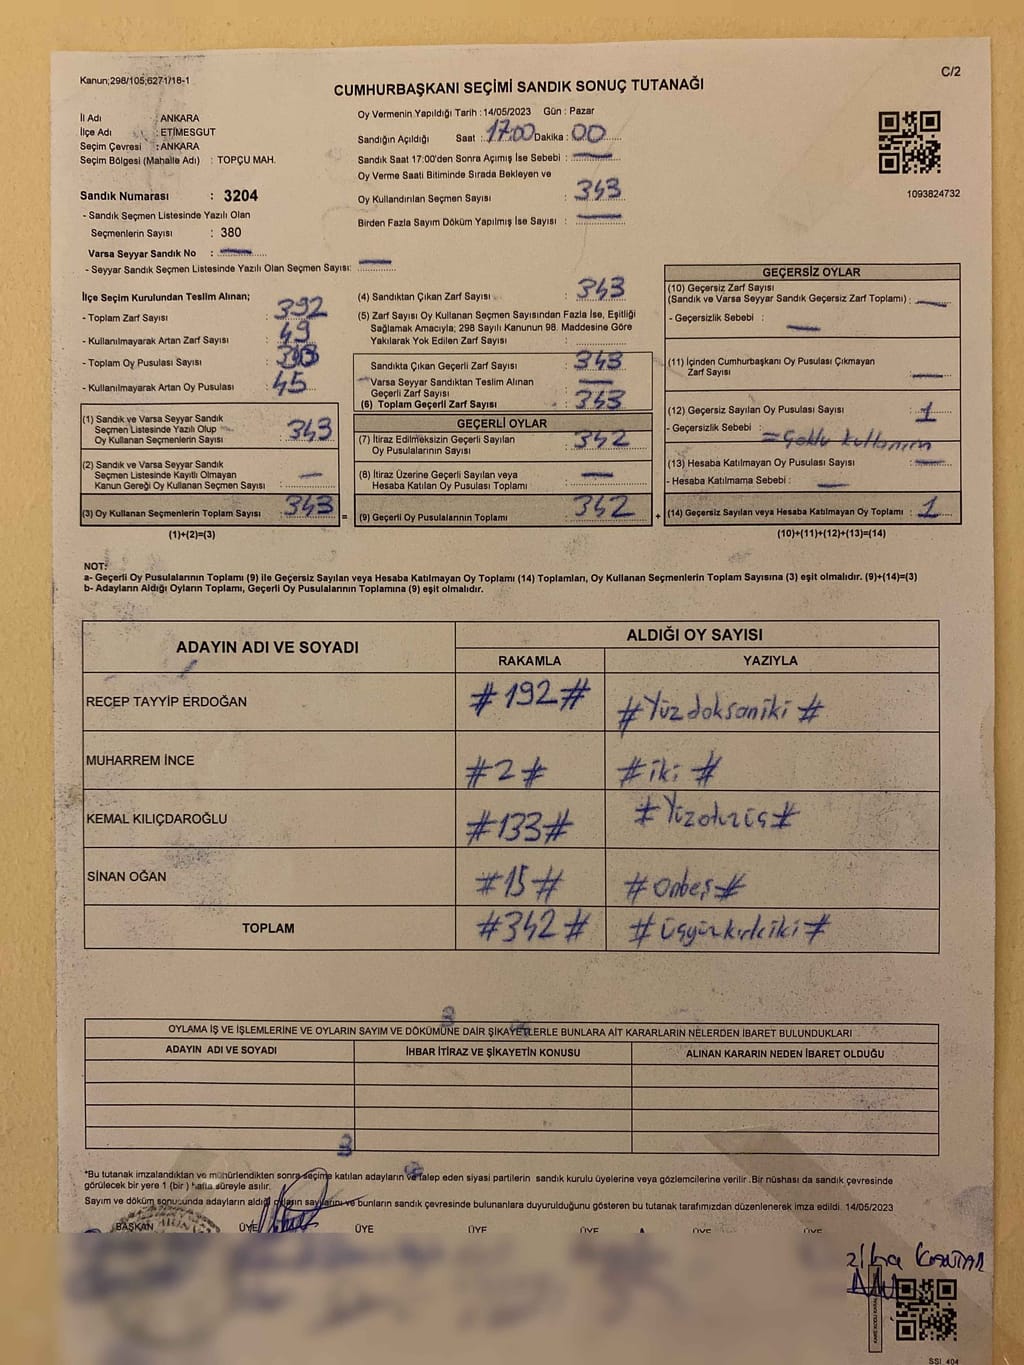 Kanun;298/105;6271/18-1
C/2
CUMHURBAŞKANI SEÇİMİ SANDIK SONUÇ TUTANAĞI
İl Adı : ANKARA
İlçe Adı : ETİMESGUT
Seçim Çevresi : ANKARA
Seçim Bölgesi (Mahalle Adı) : TOPÇU MAH.
Sandık Numarası : 3204
- Sandık Seçmen Listesinde Yazılı Olan
Seçmenlerin Sayısı : 380
Varsa Seyyar Sandık No :
- Seyyar Sandık Seçmen Listesinde Yazılı Olan Seçmen Sayısı:
Oy Vermenin Yapıldığı Tarih : 14/05/2023 Gün : Pazar
Sandığın Açıldığı Saat : 17:00 Dakika : 00
Sandık Saat 17:00'den Sonra Açımış İse Sebebi :
Oy Verme Saati Bitiminde Sırada Bekleyen ve
Oy Kullandırılan Seçmen Sayısı : 343
Birden Fazla Sayım Döküm Yapılmış İse Sayısı :
1093824732
İlçe Seçim Kurulundan Teslim Alınan;
- Toplam Zarf Sayısı : 392
- Kullanılmayarak Artan Zarf Sayısı : 49
- Toplam Oy Pusulası Sayısı :
- Kullanılmayarak Artan Oy Pusulası : 45
(1) Sandık ve Varsa Seyyar Sandık
Seçmen Listesinde Yazılı Olup
Oy Kullanan Seçmenlerin Sayısı : 343
(2) Sandık ve Varsa Seyyar Sandık
Seçmen Listesinde Kayıtlı Olmayan
Kanun Gereği Oy Kullanan Seçmen Sayısı :
(3) Oy Kullanan Seçmenlerin Toplam Sayısı : 343 =
(1)+(2)=(3)
(4) Sandıktan Çıkan Zarf Sayısı : 343
(5) Zarf Sayısı Oy Kullanan Seçmen Sayısından Fazla İse, Eşitliği
Sağlamak Amacıyla; 298 Sayılı Kanunun 98. Maddesine Göre
Yakılarak Yok Edilen Zarf Sayısı :
Sandıkta Çıkan Geçerli Zarf Sayısı : 343
Varsa Seyyar Sandıktan Teslim Alınan
Geçerli Zarf Sayısı :
(6) Toplam Geçerli Zarf Sayısı : 343
GEÇERLİ OYLAR
(7) İtiraz Edilmeksizin Geçerli Sayılan
Oy Pusulalarının Sayısı : 342
(8) İtiraz Üzerine Geçerli Sayılan veya
Hesaba Katılan Oy Pusulası Toplamı :
(9) Geçerli Oy Pusulalarının Toplamı : 342 +
GEÇERSİZ OYLAR
(10) Geçersiz Zarf Sayısı
(Sandık ve Varsa Seyyar Sandık Geçersiz Zarf Toplamı) :
- Geçersizlik Sebebi :
(11) İçinden Cumhurbaşkanı Oy Pusulası Çıkmayan
Zarf Sayısı :
(12) Geçersiz Sayılan Oy Pusulası Sayısı : 1
- Geçersizlik Sebebi : = Çoklu kullanım
(13) Hesaba Katılmayan Oy Pusulası Sayısı :
- Hesaba Katılmama Sebebi :
(14) Geçersiz Sayılan veya Hesaba Katılmayan Oy Toplamı : 1
(10)+(11)+(12)+(13)=(14)
NOT:
a- Geçerli Oy Pusulalarının Toplamı (9) ile Geçersiz Sayılan veya Hesaba Katılmayan Oy Toplamı (14) Toplamları, Oy Kullanan Seçmenlerin Toplam Sayısına (3) eşit olmalıdır. (9)+(14)=(3)
b- Adayların Aldığı Oyların Toplamı, Geçerli Oy Pusulalarının Toplamına (9) eşit olmalıdır.
ADAYIN ADI VE SOYADI ALDIĞI OY SAYISI
RAKAMLA YAZIYLA
RECEP TAYYİP ERDOĞAN #192# #Yüzdoksaniki#
MUHARREM İNCE #2# #iki#
KEMAL KILIÇDAROĞLU #133# #Yüzotuzüç#
SİNAN OĞAN #15# #onbeş#
TOPLAM #342# #üçyüzkırkiki#
OYLAMA İŞ VE İŞLEMLERİNE VE OYLARIN SAYIM VE DÖKÜMÜNE DAİR ŞİKAYETLERLE BUNLARA AİT KARARLARIN NELERDEN İBARET BULUNDUKLARI
ADAYIN ADI VE SOYADI İHBAR İTİRAZ VE ŞİKAYETİN KONUSU ALINAN KARARIN NEDEN İBARET OLDUĞU
*Bu tutanak imzalandıktan ve mühürlendikten sonra seçime katılan adayların ve talep eden siyasi partilerin sandık kurulu üyelerine veya gözlemcilerine verilir. Bir nüshası da sandık çevresinde
görülecek bir yere 1 (bir) hafta süreyle asılır.
Sayım ve döküm sonucunda adayların aldığı oyların sayılarını ve bunların sandık çevresinde bulunanlara duyurulduğunu gösteren bu tutanak tarafımızdan düzenlenerek imza edildi. 14/05/2023
BAŞKAN ÜYE ÜYE ÜYE ÜYE ÜYE
SSI 404